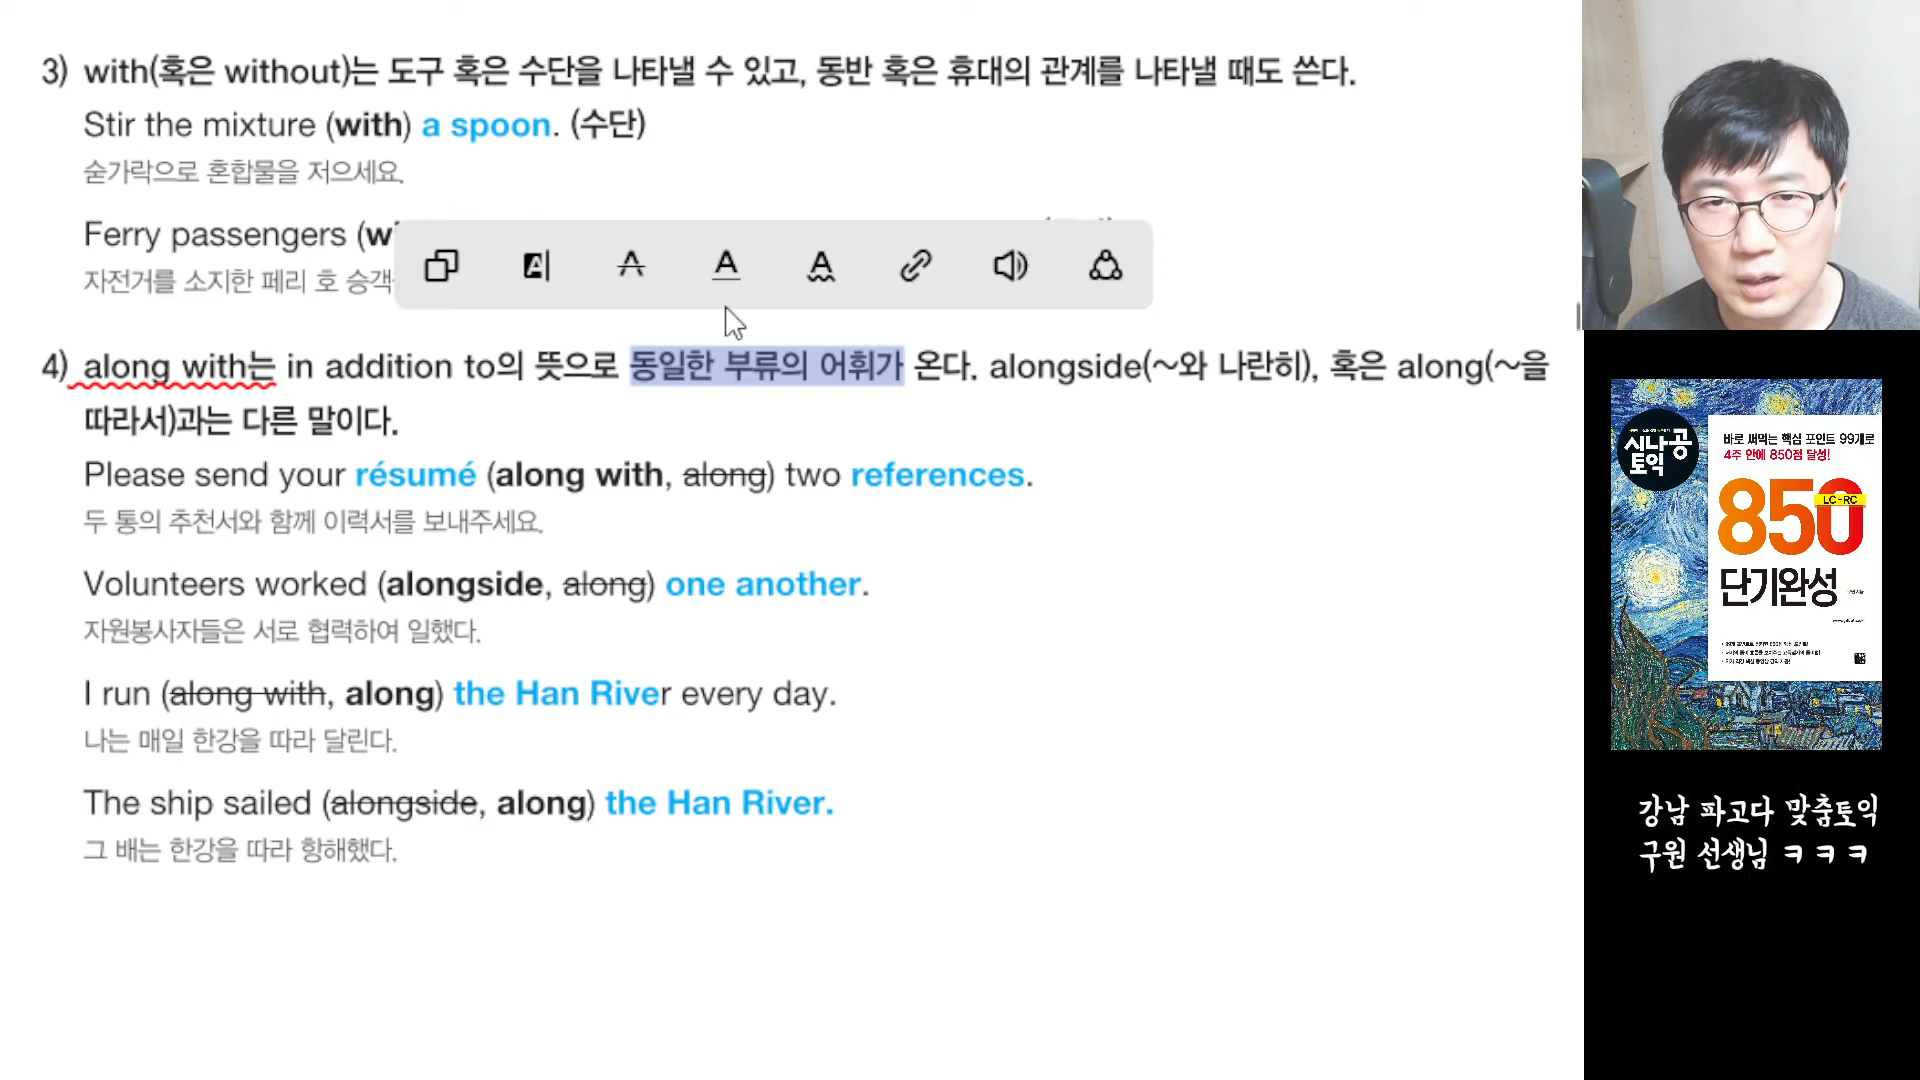 3) with(혹은 without)는 도구 혹은 수단을 나타낼 수 있고, 동반 혹은 휴대의 관계를 나타낼 때도 쓴다.
Stir the mixture (with) a spoon. (수단)
숟가락으로 혼합물을 저으세요.
Ferry passengers
자전거를 소지한 페리 호 승객
4) along with는 in addition to의 뜻으로 동일한 부류의 어휘가 온다. alongside(~와 나란히), 혹은 along(~을
따라서)과는 다른 말이다.
Please send your résumé (along with, along) two references.
두 통의 추천서와 함께 이력서를 보내주세요.
Volunteers worked (alongside, along) one another.
자원봉사자들은 서로 협력하여 일했다.
I run (along with, along) the Han River every day.
나는 매일 한강을 따라 달린다.
The ship sailed (alongside, along) the Han River.
그 배는 한강을 따라 항해했다.
시나공
토익
바로 써먹는 핵심 포인트 99개로
4주 안에 850점 달성!
850
LC+RC
단기완성
강남 파고다 맞춤토익
구원 선생님 ㅋㅋㅋ